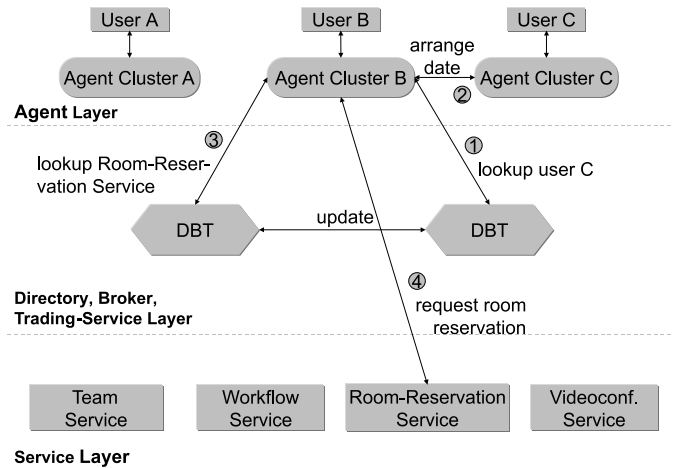 User A
User B
User C
Agent Cluster A
Agent Cluster B
arrange
date
2
Agent Cluster C
Agent Layer
3
lookup Room-Reser-
vation Service
1
lookup user C
DBT
update
DBT
4
request room
reservation
Directory, Broker,
Trading-Service Layer
Team
Service
Workflow
Service
Room-Reservation
Service
Videoconf.
Service
Service Layer